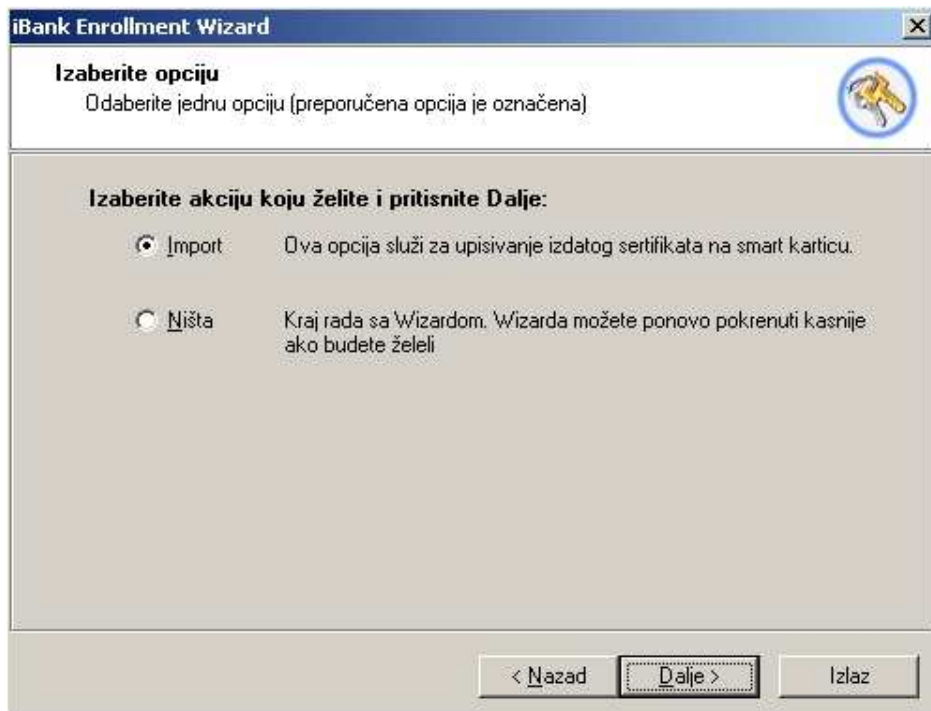 iBank Enrollment Wizard
Izaberite opciju
Odaberite jednu opciju (preporučena opcija je označena)
Izaberite akciju koju želite i pritisnite Dalje:
Import
Ova opcija služi za upisivanje izdatog sertifikata na smart karticu.
Ništa
Kraj rada sa Wizardom. Wizarda možete ponovo pokrenuti kasnije
ako budete želeli
< Nazad
Dalje >
Izlaz